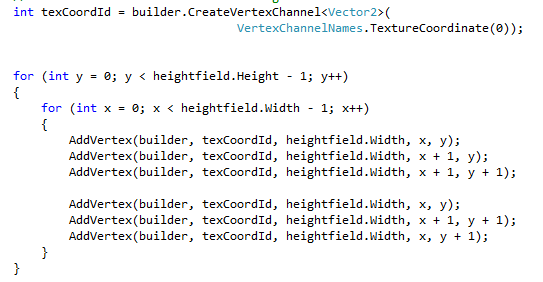 int texCoordId = builder.CreateVertexChannel<Vector2>(
VertexChannelNames.TextureCoordinate(0));
for (int y = 0; y < heightfield.Height - 1; y++)
{
for (int x = 0; x < heightfield.Width - 1; x++)
{
AddVertex(builder, texCoordId, heightfield.Width, x, y);
AddVertex(builder, texCoordId, heightfield.Width, x + 1, y);
AddVertex(builder, texCoordId, heightfield.Width, x + 1, y + 1);
AddVertex(builder, texCoordId, heightfield.Width, x, y);
AddVertex(builder, texCoordId, heightfield.Width, x + 1, y + 1);
AddVertex(builder, texCoordId, heightfield.Width, x, y + 1);
}
}